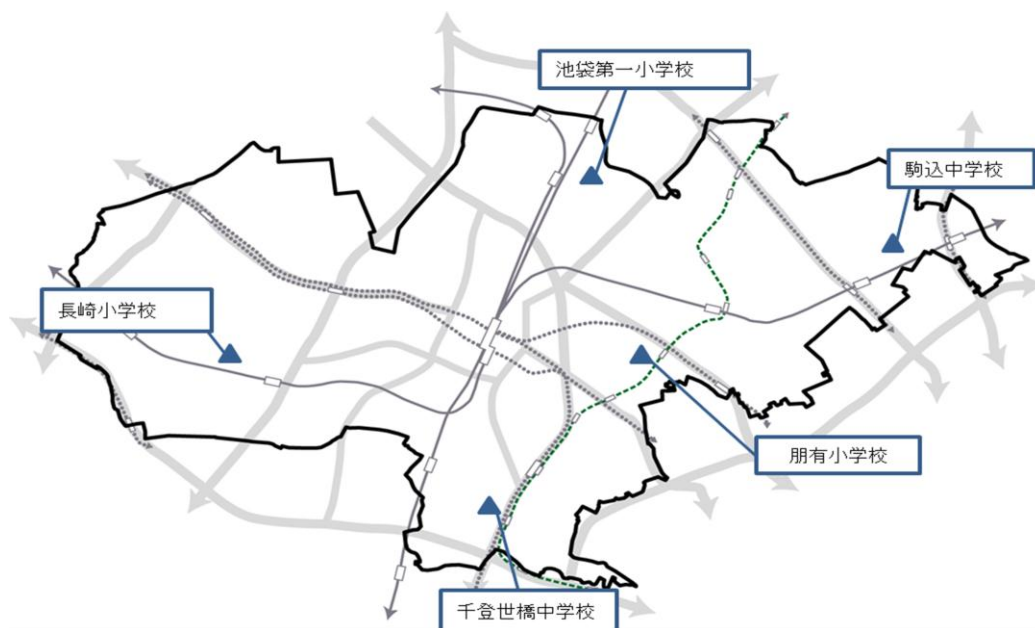 池袋第一小学校
駒込中学校
長崎小学校
朋有小学校
千登世橋中学校